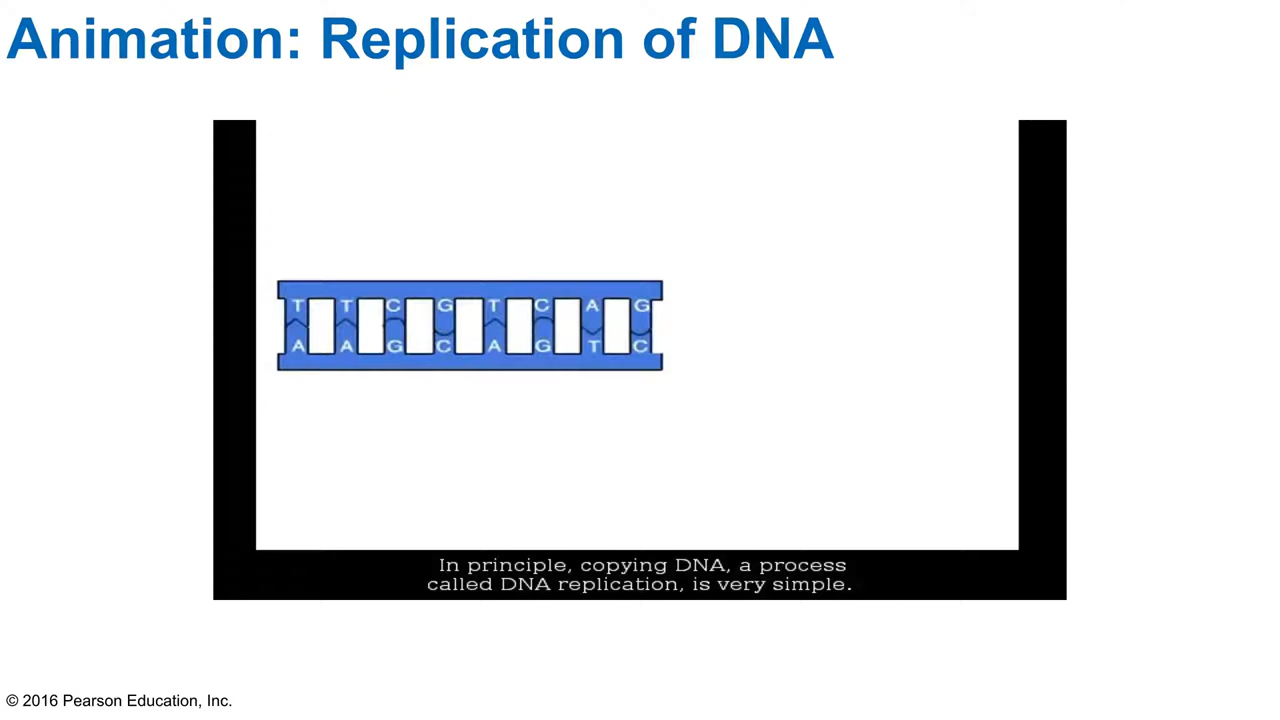 Animation: Replication of DNA
T T C G T C A G
A A G C A G T C
In principle, copying DNA, a process
called DNA replication, is very simple.
© 2016 Pearson Education, Inc.